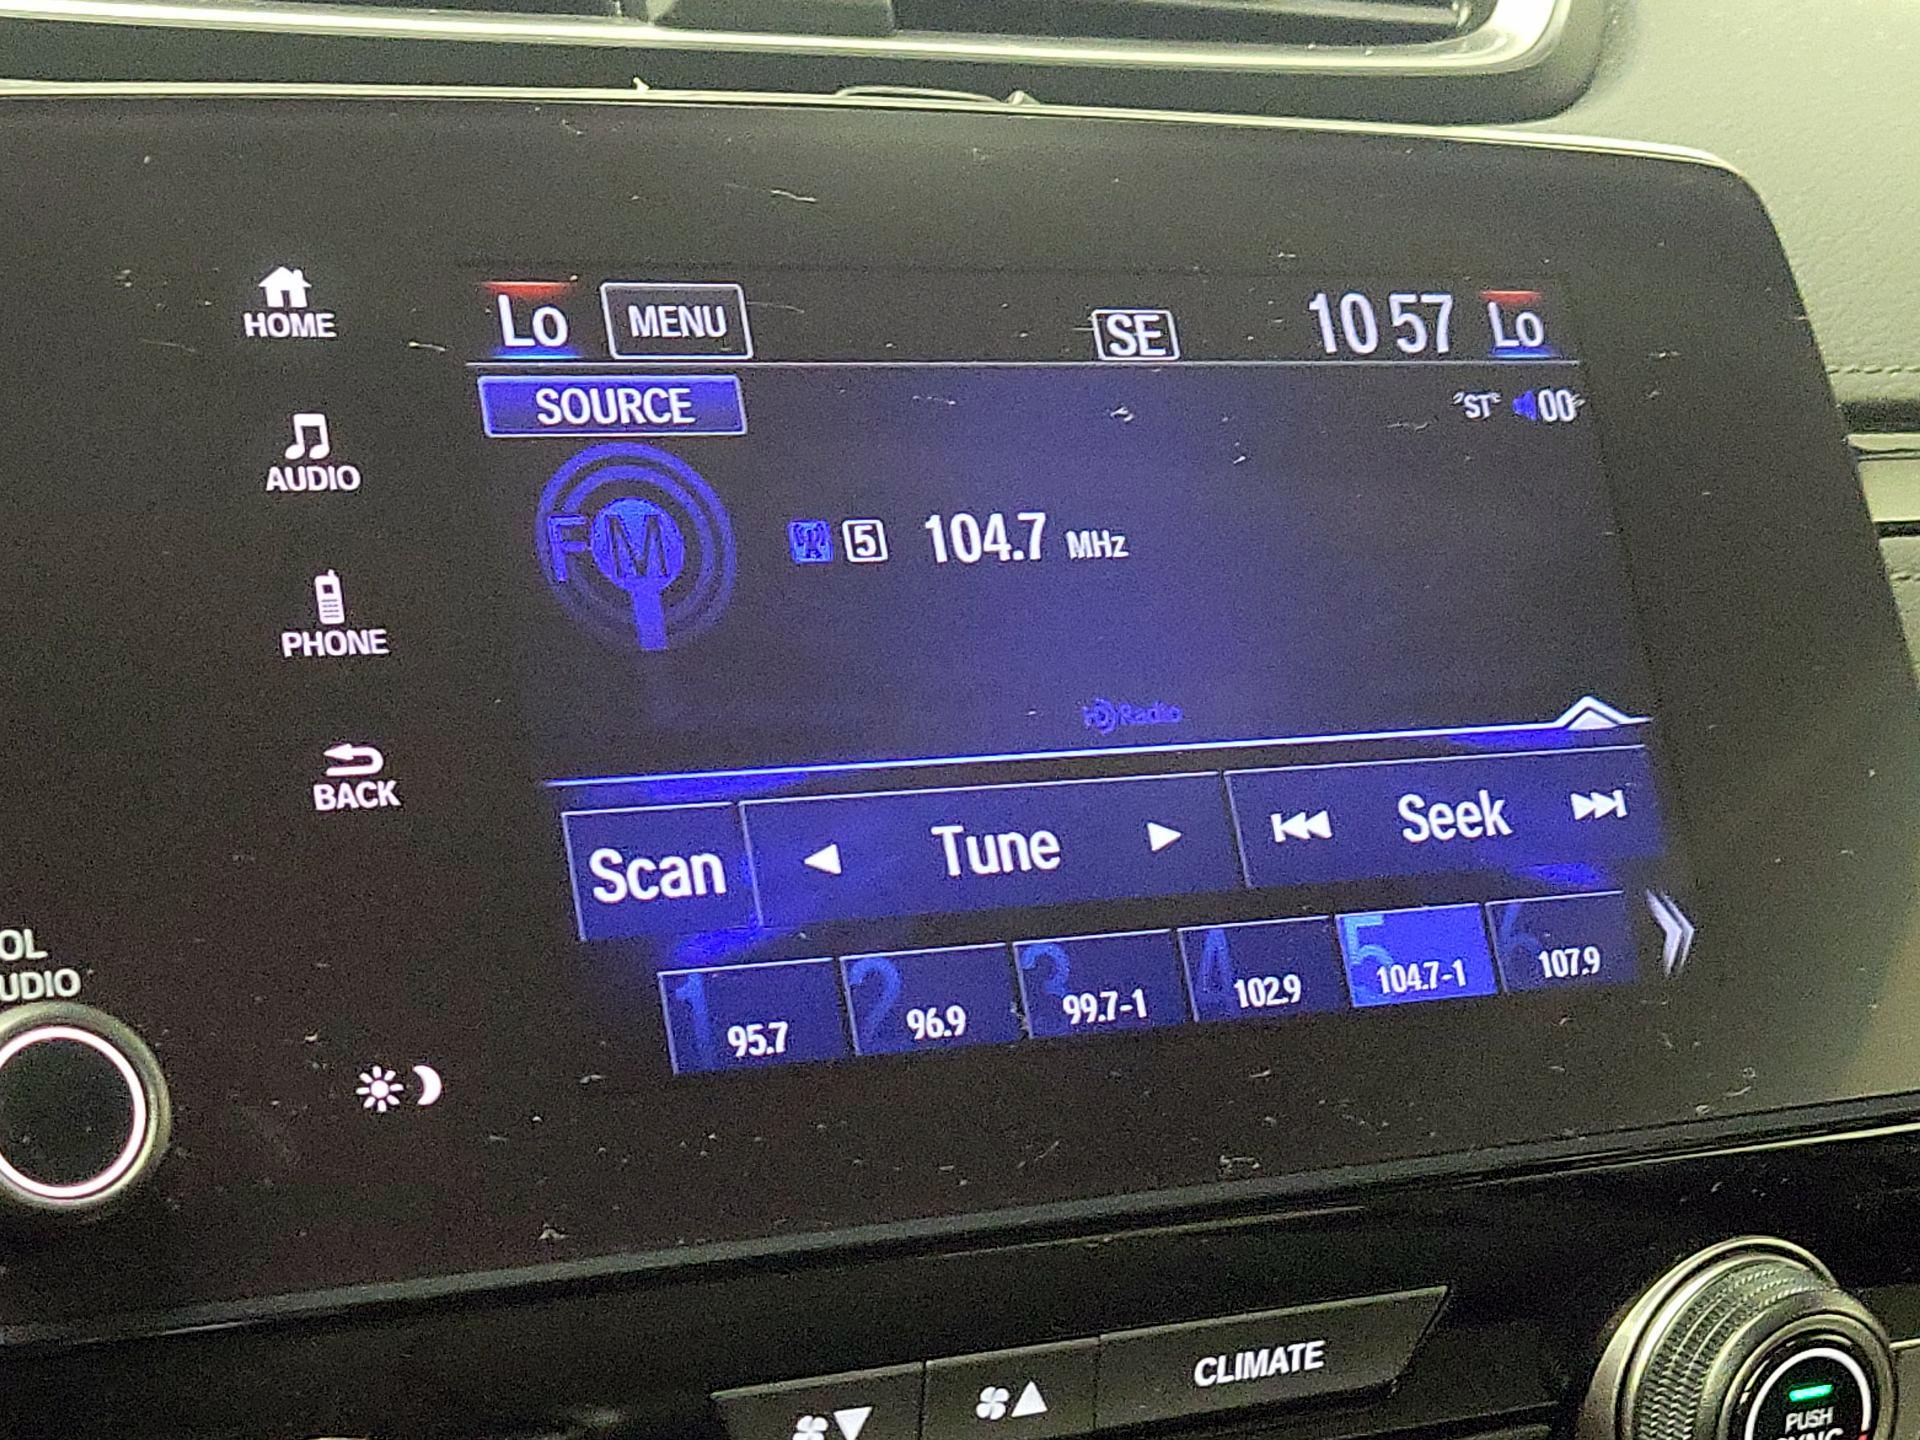 HOME
AUDIO
PHONE
BACK
OL
UDIO
Lo MENU SE 10 57 Lo
SOURCE ST 00
FM 5 104.7 MHz
HD Radio
Scan Tune Seek
1 95.7 2 96.9 3 99.7-1 4 102.9 5 104.7-1 6 107.9
CLIMATE
PUSH
SYNC